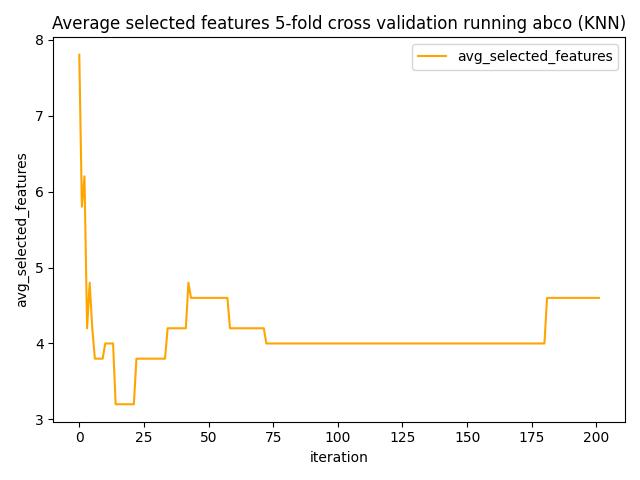 Average selected features 5-fold cross validation running abco (KNN)
avg_selected_features
8
7
6
5
4
3
avg_selected_features
0 25 50 75 100 125 150 175 200
iteration